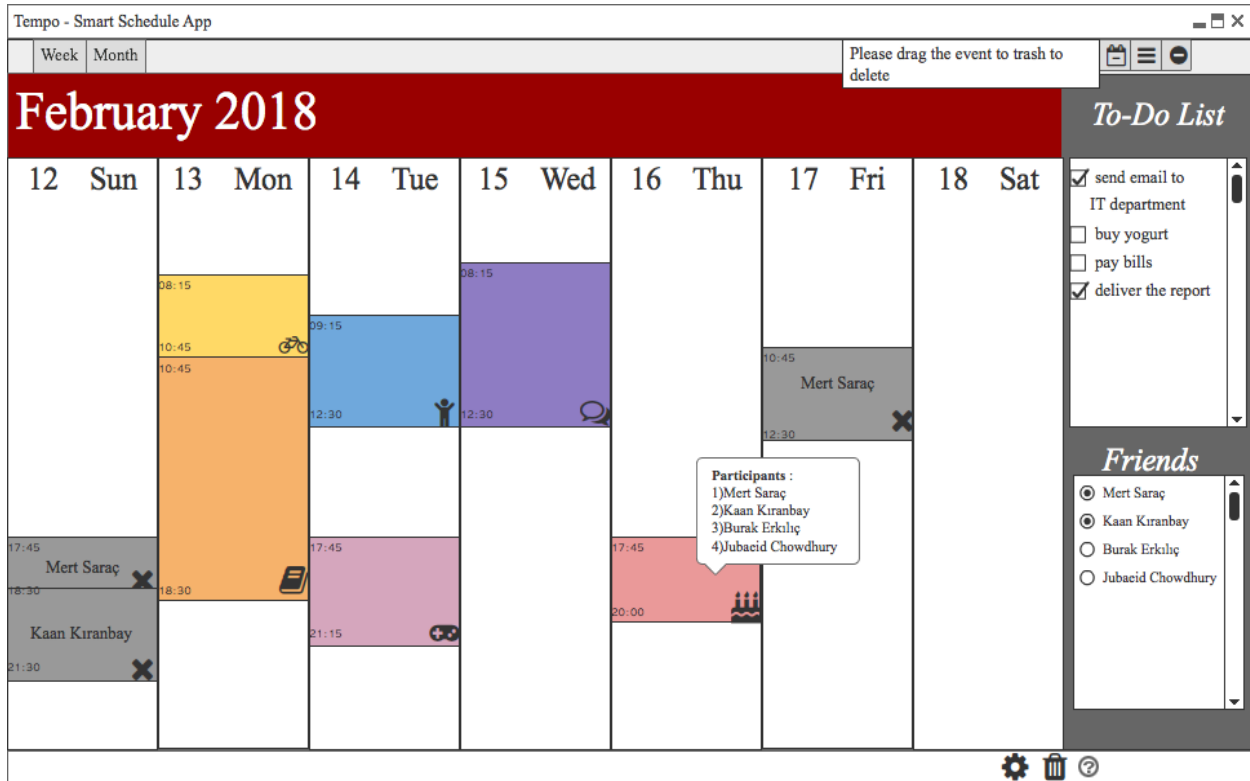 Tempo - Smart Schedule App
Week Month
Please drag the event to trash to
delete
February 2018
12 Sun
13 Mon
14 Tue
15 Wed
16 Thu
17 Fri
18 Sat
17:45
Mert Saraç
18:30
Kaan Kıranbay
21:30
08:15
10:45
10:45
18:30
09:15
12:30
17:45
21:15
08:15
12:30
Participants :
1)Mert Saraç
2)Kaan Kıranbay
3)Burak Erkılıç
4)Jubaeid Chowdhury
17:45
20:00
10:45
Mert Saraç
12:30
To-Do List
send email to
IT department
buy yogurt
pay bills
deliver the report
Friends
Mert Saraç
Kaan Kıranbay
Burak Erkılıç
Jubaeid Chowdhury